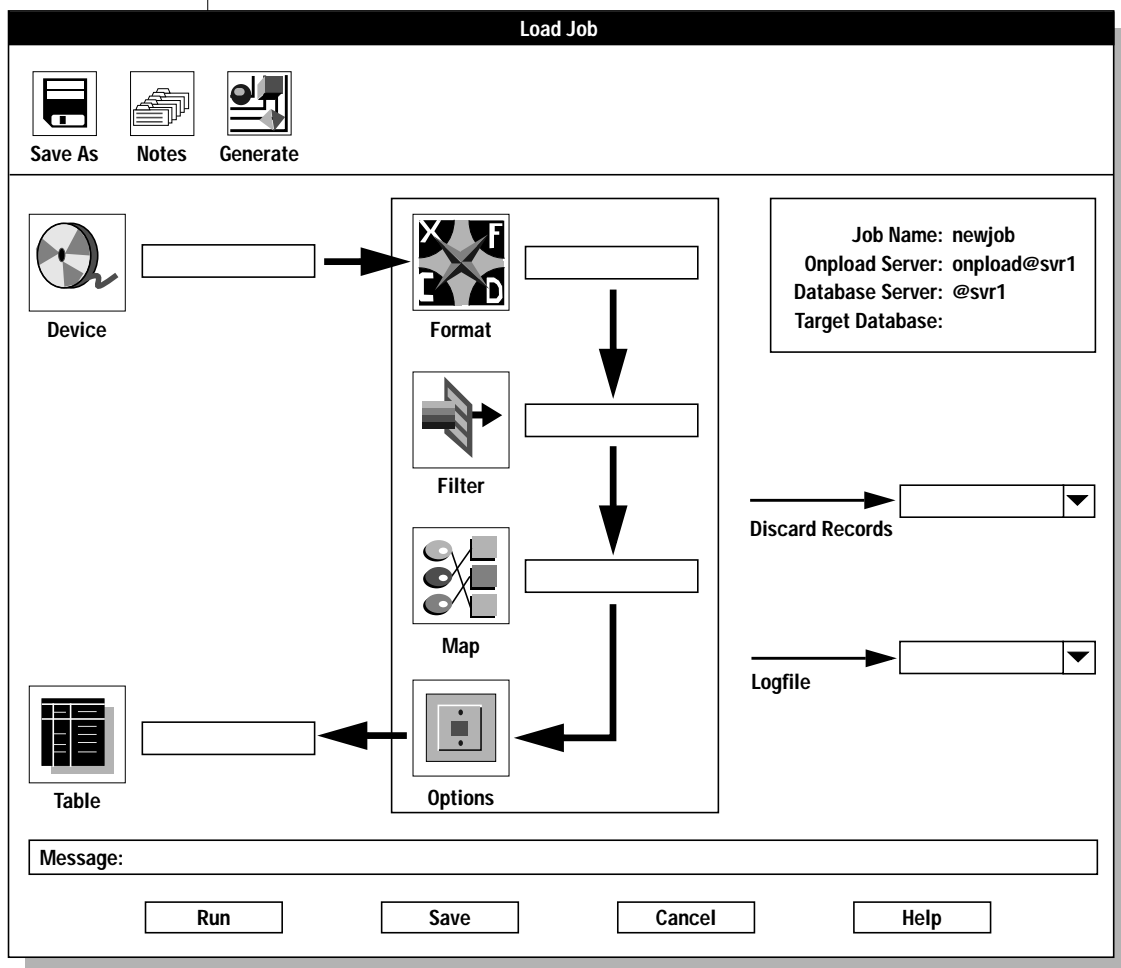 Load Job
Save As
Notes
Generate
Device
X F
C D
Format
Job Name: newjob
Onpload Server: onpload@svr1
Database Server: @svr1
Target Database:
Filter
Discard Records
Map
Logfile
Table
Options
Message:
Run
Save
Cancel
Help